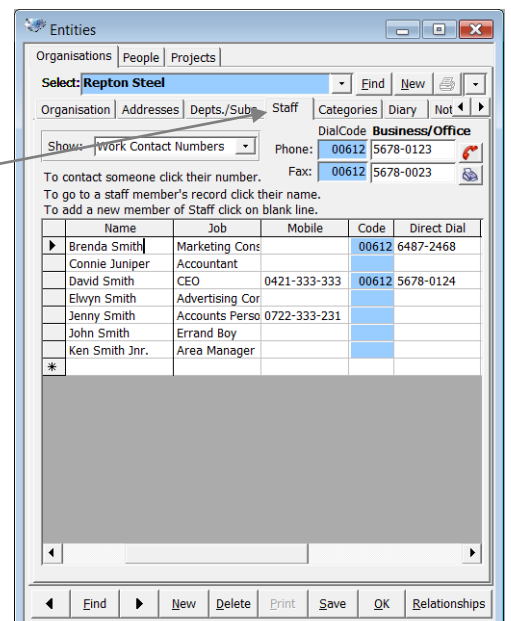 Entities
Organisations People Projects
Select: Repton Steel Find New
Organisation Addresses Depts./Subs. Staff Categories Diary Not
DialCode Business/Office
Show: Work Contact Numbers Phone: 00612 5678-0123
Fax: 00612 5678-0023
To contact someone click their number.
To go to a staff member's record click their name.
To add a new member of Staff click on blank line.
Name Job Mobile Code Direct Dial
Brenda Smith Marketing Cons 00612 6487-2468
Connie Juniper Accountant
David Smith CEO 0421-333-333 00612 5678-0124
Elwyn Smith Advertising Cor
Jenny Smith Accounts Perso 0722-333-231
John Smith Errand Boy
Ken Smith Jnr. Area Manager
*
Find New Delete Print Save OK Relationships